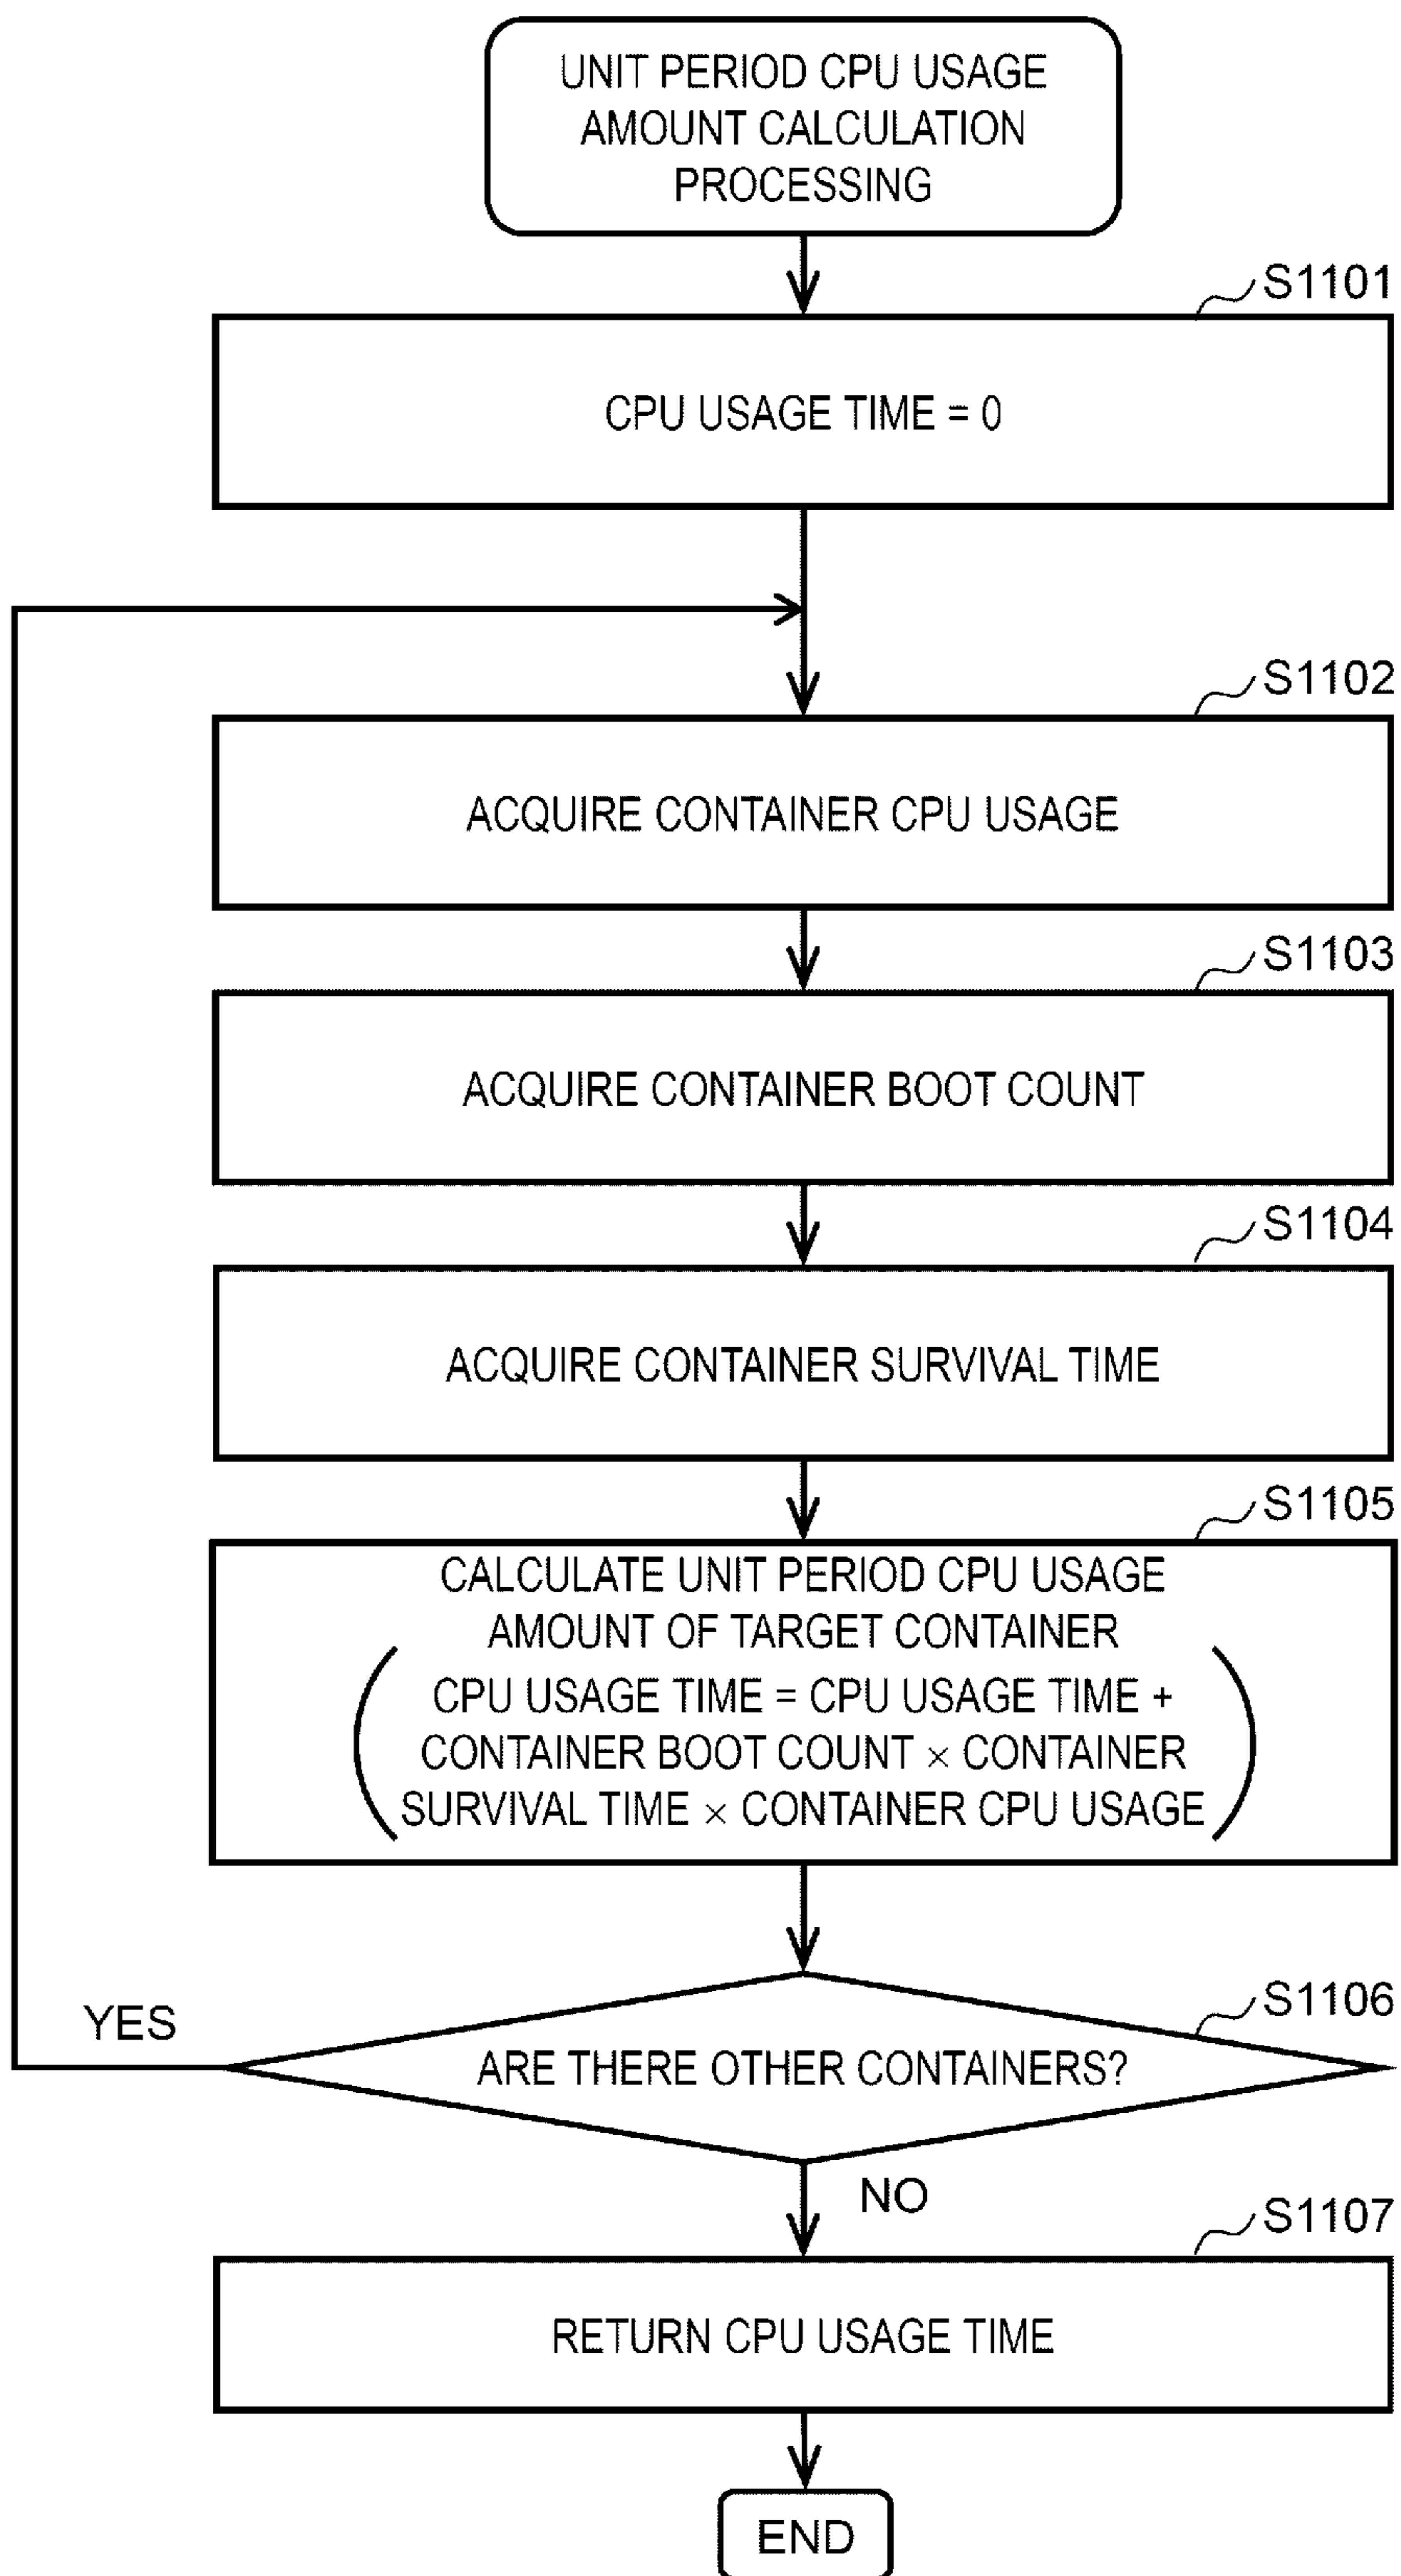 UNIT PERIOD CPU USAGE
AMOUNT CALCULATION
PROCESSING
S1101
CPU USAGE TIME = 0
S1102
ACQUIRE CONTAINER CPU USAGE
S1103
ACQUIRE CONTAINER BOOT COUNT
S1104
ACQUIRE CONTAINER SURVIVAL TIME
S1105
CALCULATE UNIT PERIOD CPU USAGE
AMOUNT OF TARGET CONTAINER
( CPU USAGE TIME = CPU USAGE TIME +
CONTAINER BOOT COUNT × CONTAINER
SURVIVAL TIME × CONTAINER CPU USAGE )
S1106
YES
ARE THERE OTHER CONTAINERS?
NO
S1107
RETURN CPU USAGE TIME
END